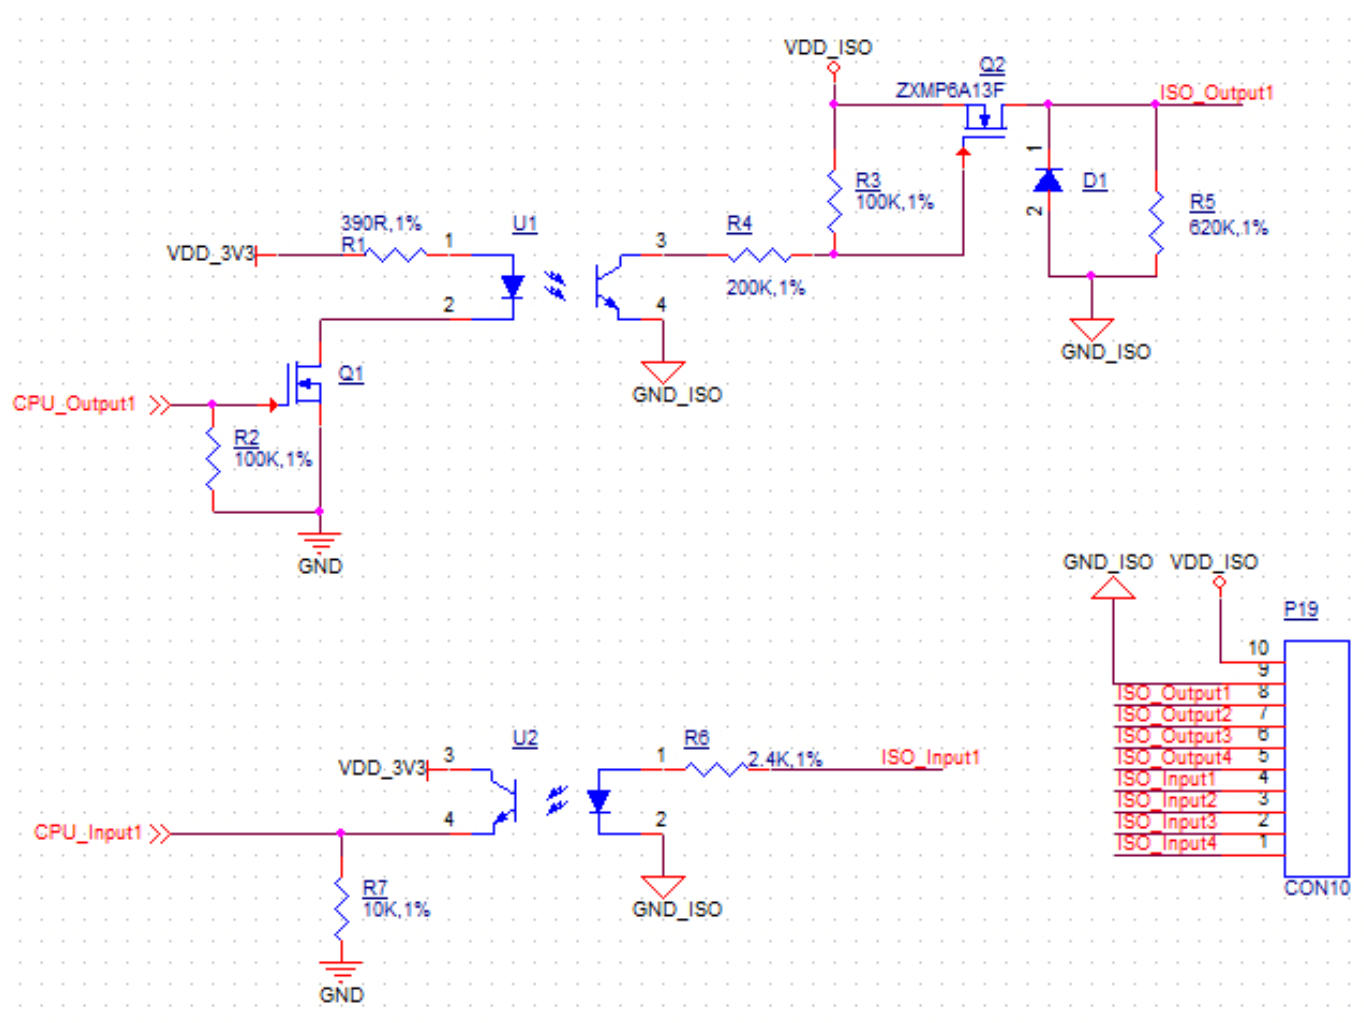 VDD_ISO
Q2
ZXMP6A13F
ISO_Output1
1
D1
2
R3
100K,1%
R5
620K,1%
390R,1%
R1
VDD_3V3
1
U1
2
3
R4
200K,1%
4
GND_ISO
GND_ISO
CPU_Output1
Q1
R2
100K,1%
GND
GND_ISO
VDD_ISO
P19
10
9
ISO_Output1 8
ISO_Output2 7
ISO_Output3 6
ISO_Output4 5
ISO_Input1 4
ISO_Input2 3
ISO_Input3 2
ISO_Input4 1
CON10
VDD_3V3
3
U2
1
R6
2.4K,1%
ISO_Input1
CPU_Input1
4
2
R7
10K,1%
GND_ISO
GND